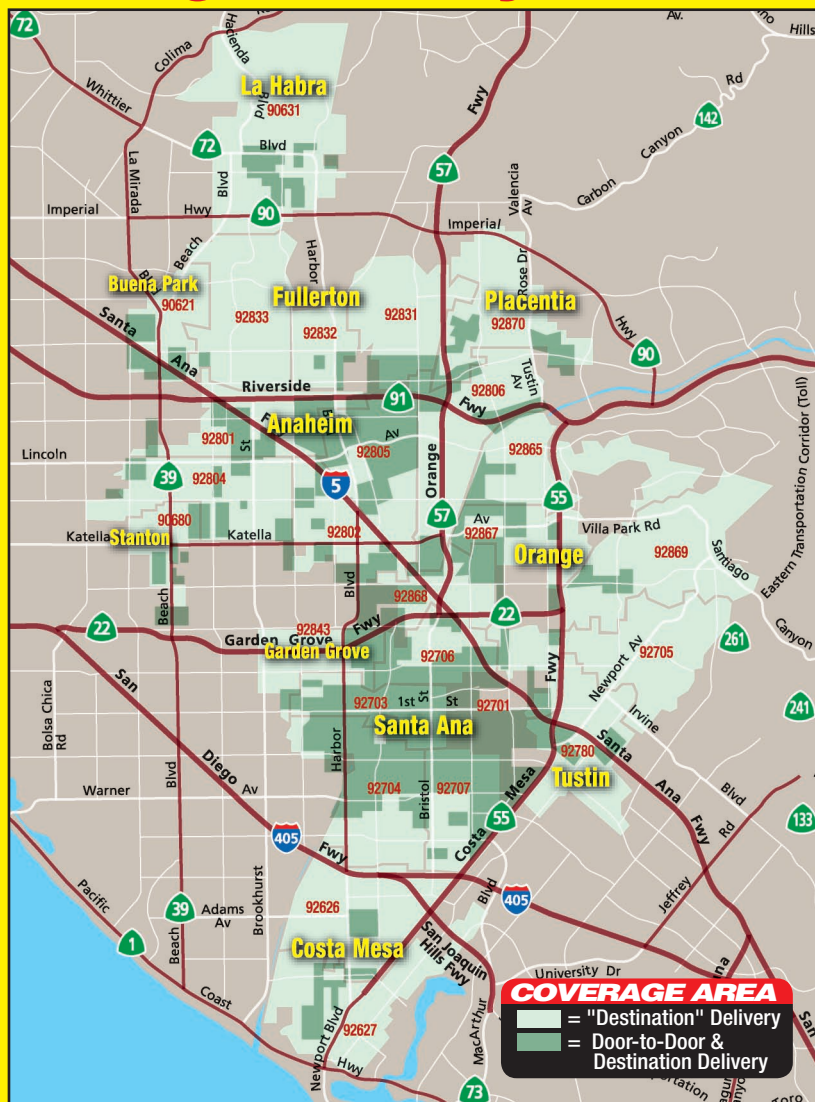 72
Colima
Hacienda
Blvd
Av.
Hills
Whittier
La Habra
90631
Rd
Fwy
72
Blvd
142
Canyon
57
Carbon
La Mirada
Blvd
Valencia
Av
Imperial
Hwy
90
Imperial
Beach
Harbor
Rose Dr
Buena Park
90621
Fullerton
92833
92832
92831
Placentia
92870
Hwy
90
Santa
Ana
Riverside
91
Fwy
92806
Tustin
Av
Anaheim
Fwy
92801
St
Av
92805
92865
Lincoln
39
92804
5
Orange
55
Eastern Transportation Corridor (Toll)
90680
Katella
Stanton
Katella
92802
57
Av
92867
Villa Park Rd
Orange
92869
Santiago
Beach
Blvd
92868
22
22
92843
Garden Grove
Fwy
Garden Grove
92706
Fwy
Newport Av
92705
261
Canyon
San
92703
1st
St
St
92701
Irvine
241
Bolsa Chica
Rd
Santa Ana
Harbor
92780
Santa
Tustin
Diego
92704
Bristol
92707
Costa Mesa
Ana
Blvd
Warner
Av
Blvd
55
Rd
Fwy
133
405
Fwy
Blvd
Jeffrey
405
Pacific
39
Adams
Av
Brookhurst
92626
Costa Mesa
San Joaquin
Hills Fwy
1
Beach
University Dr
Coast
92627
Newport Blvd
Hwy
MacArthur
73
San
COVERAGE AREA
= "Destination" Delivery
= Door-to-Door &
Destination Delivery